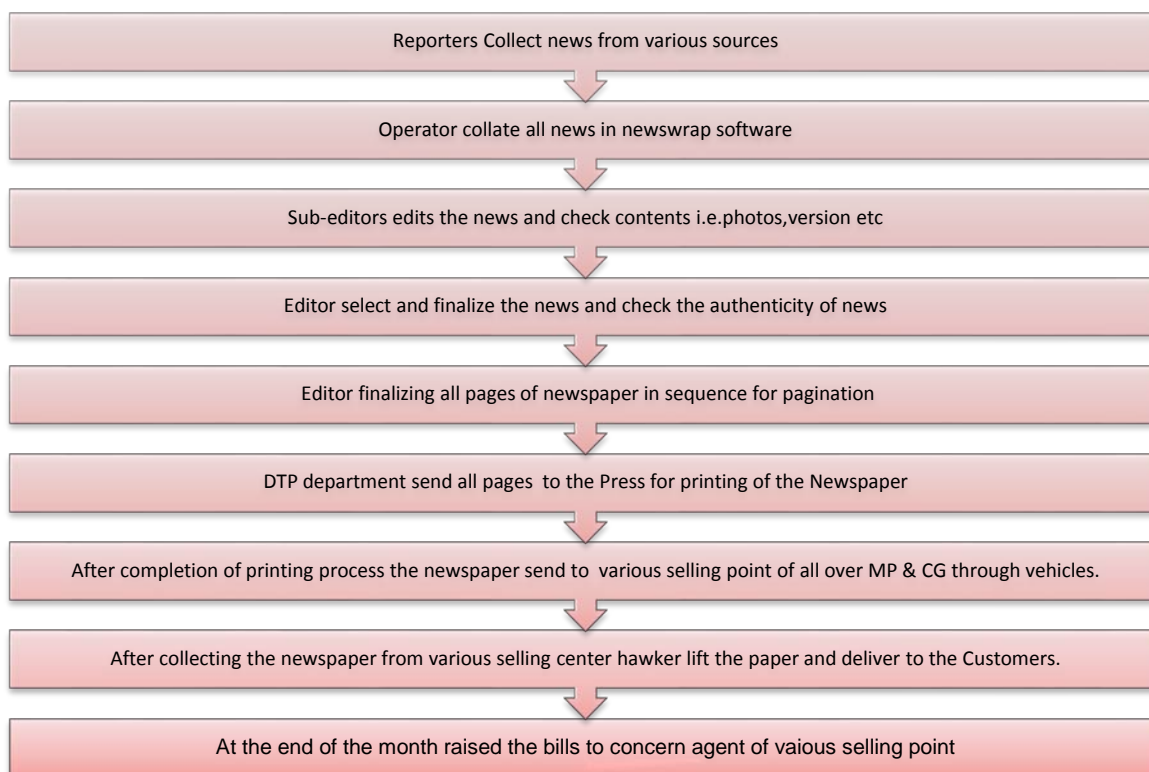 Reporters Collect news from various sources
Operator collate all news in newswrap software
Sub-editors edits the news and check contents i.e.photos,version etc
Editor select and finalize the news and check the authenticity of news
Editor finalizing all pages of newspaper in sequence for pagination
DTP department send all pages to the Press for printing of the Newspaper
After completion of printing process the newspaper send to various selling point of all over MP & CG through vehicles.
After collecting the newspaper from various selling center hawker lift the paper and deliver to the Customers.
At the end of the month raised the bills to concern agent of vaious selling point